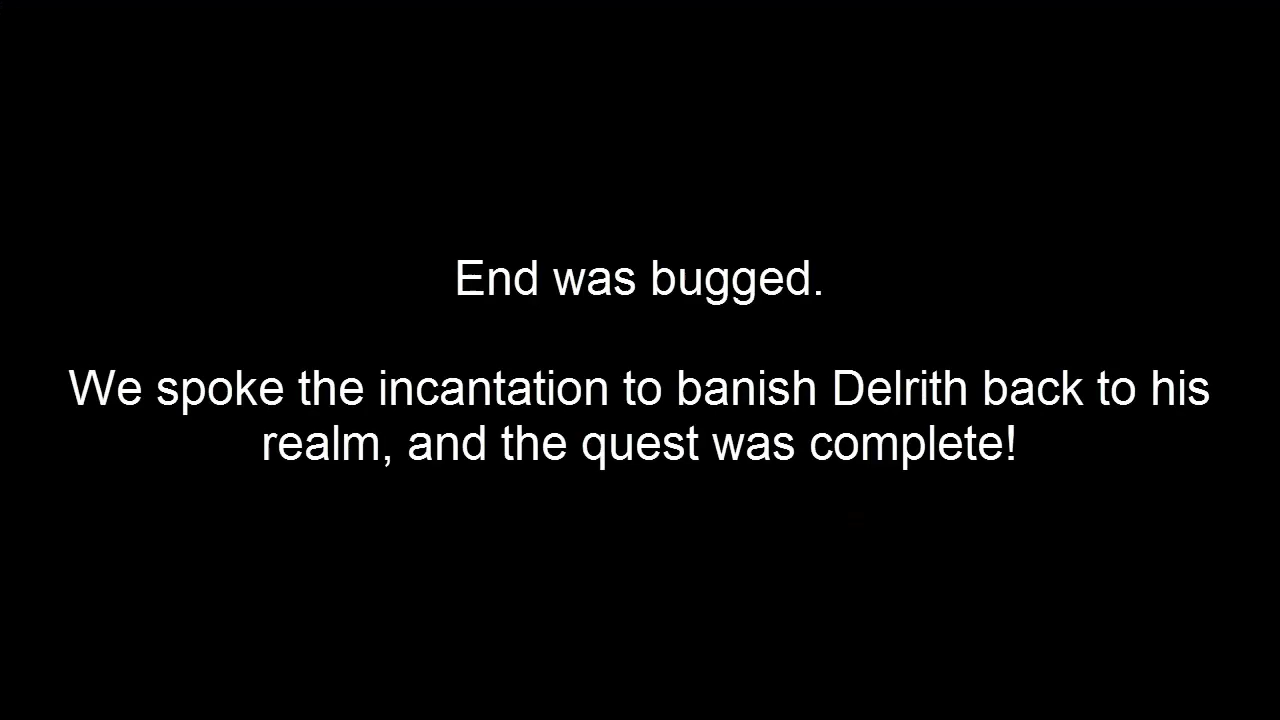 End was bugged.
We spoke the incantation to banish Delrith back to his
realm, and the quest was complete!